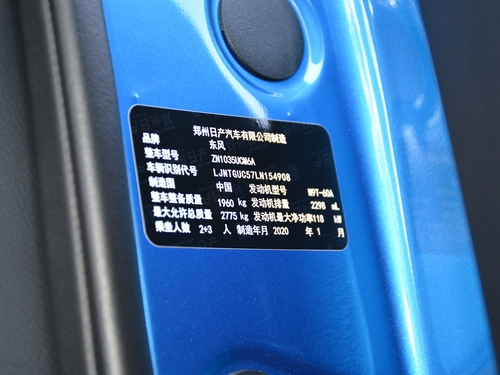 郑州日产汽车有限公司制造
品牌 东风
整车型号 ZN1035UCM6A
车辆识别代号 LJNTGUC57LN154908
制造国 中国 发动机型号 M9T-60A
整车整备质量 1960 kg 发动机排量 2298 mL
最大允许总质量 2775 kg 发动机最大净功率118 kW
乘坐人数 2+3 人 制造年月 2020 年 1 月